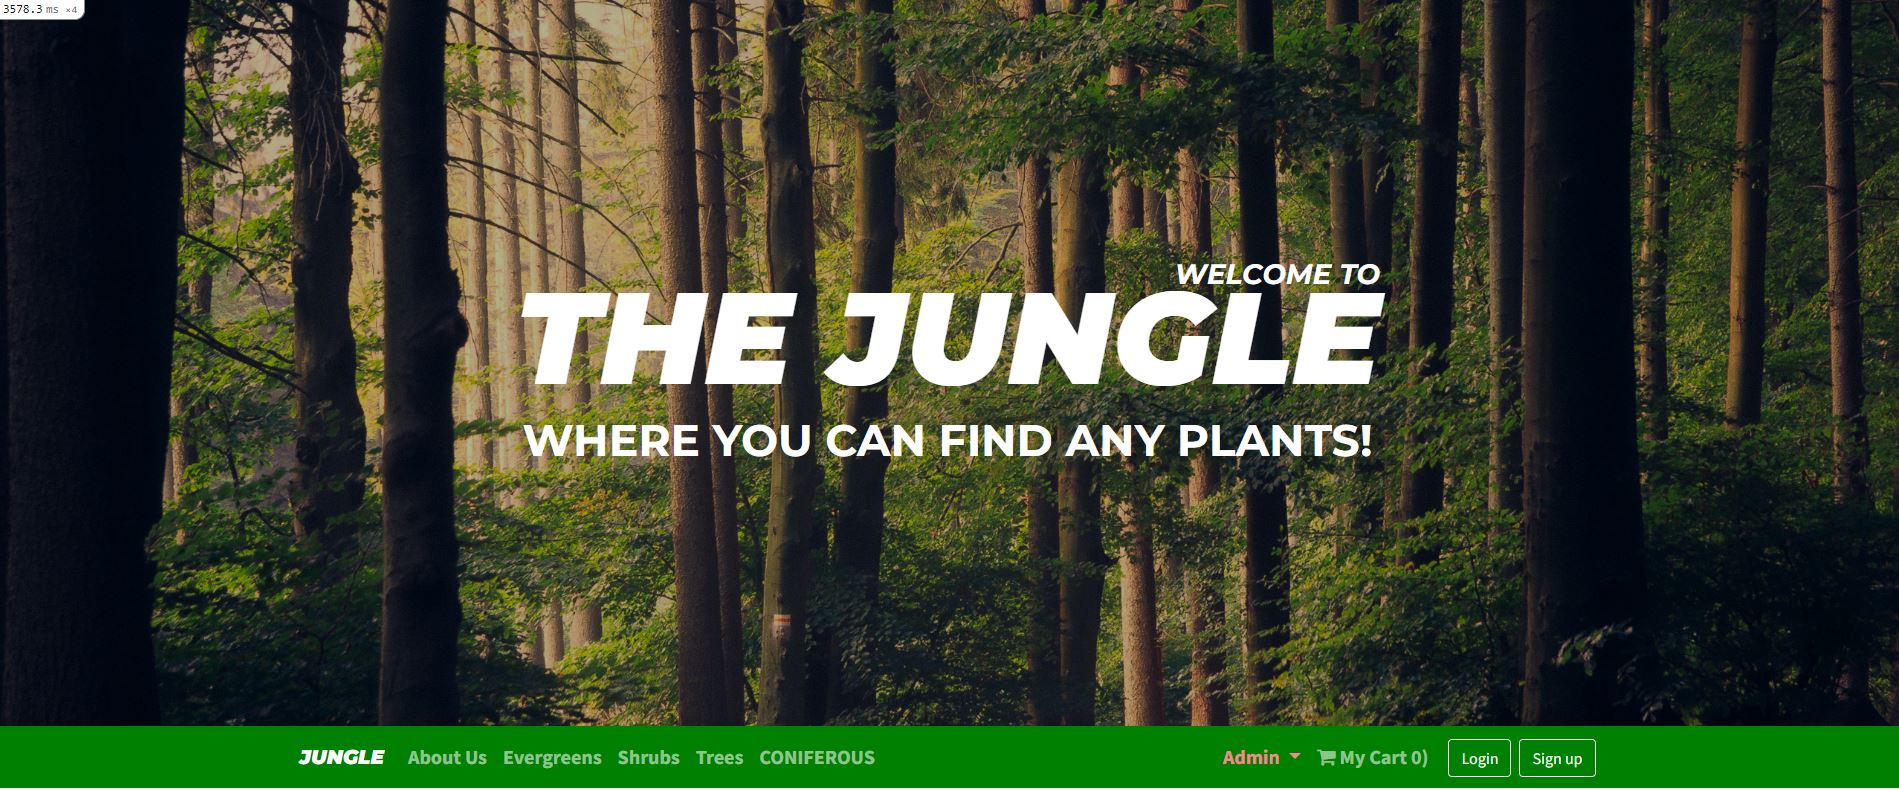 3578.3 ms ×4
WELCOME TO
THE JUNGLE
WHERE YOU CAN FIND ANY PLANTS!
JUNGLE About Us Evergreens Shrubs Trees CONIFEROUS Admin My Cart 0) Login Sign up